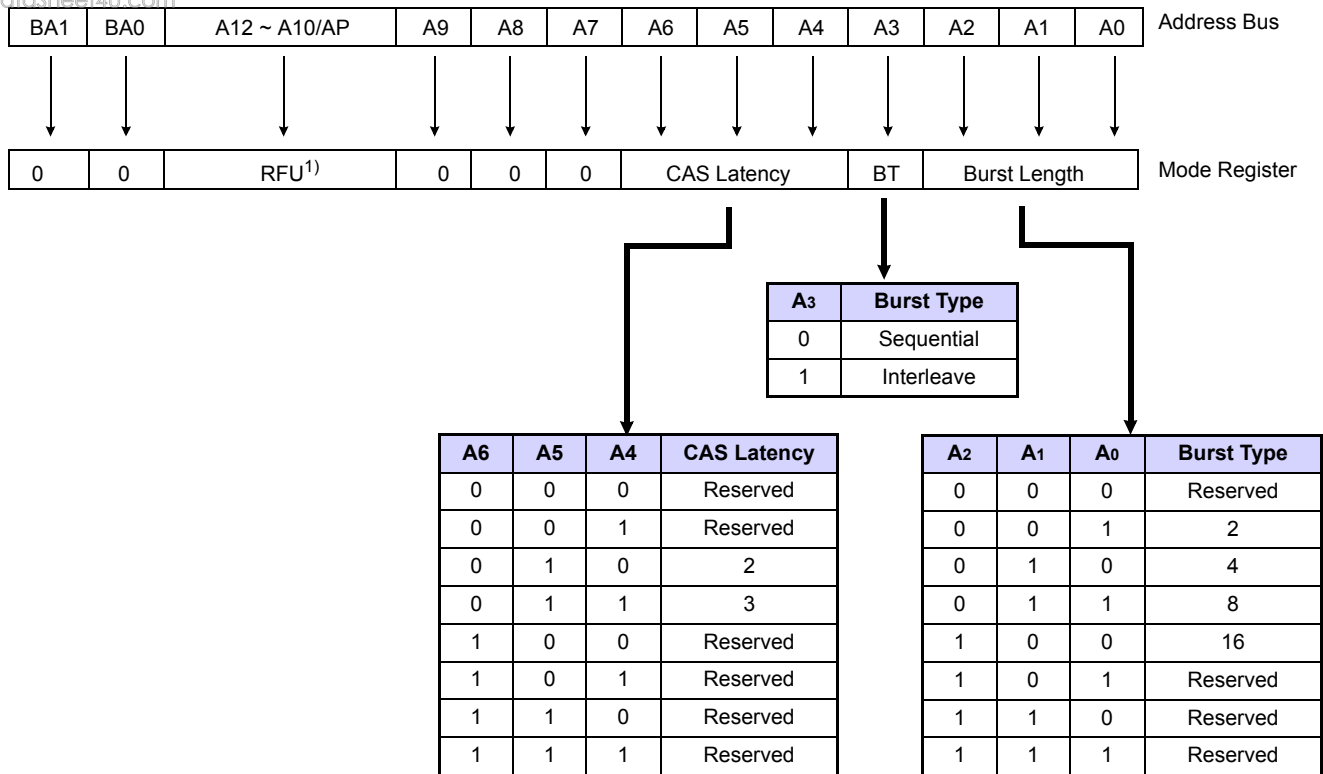 BA1 BA0 A12 ~ A10/AP A9 A8 A7 A6 A5 A4 A3 A2 A1 A0 Address Bus
0 0 RFU1) 0 0 0 CAS Latency BT Burst Length Mode Register
A3 Burst Type
0 Sequential
1 Interleave
A6 A5 A4 CAS Latency
0 0 0 Reserved
0 0 1 Reserved
0 1 0 2
0 1 1 3
1 0 0 Reserved
1 0 1 Reserved
1 1 0 Reserved
1 1 1 Reserved
A2 A1 A0 Burst Type
0 0 0 Reserved
0 0 1 2
0 1 0 4
0 1 1 8
1 0 0 16
1 0 1 Reserved
1 1 0 Reserved
1 1 1 Reserved